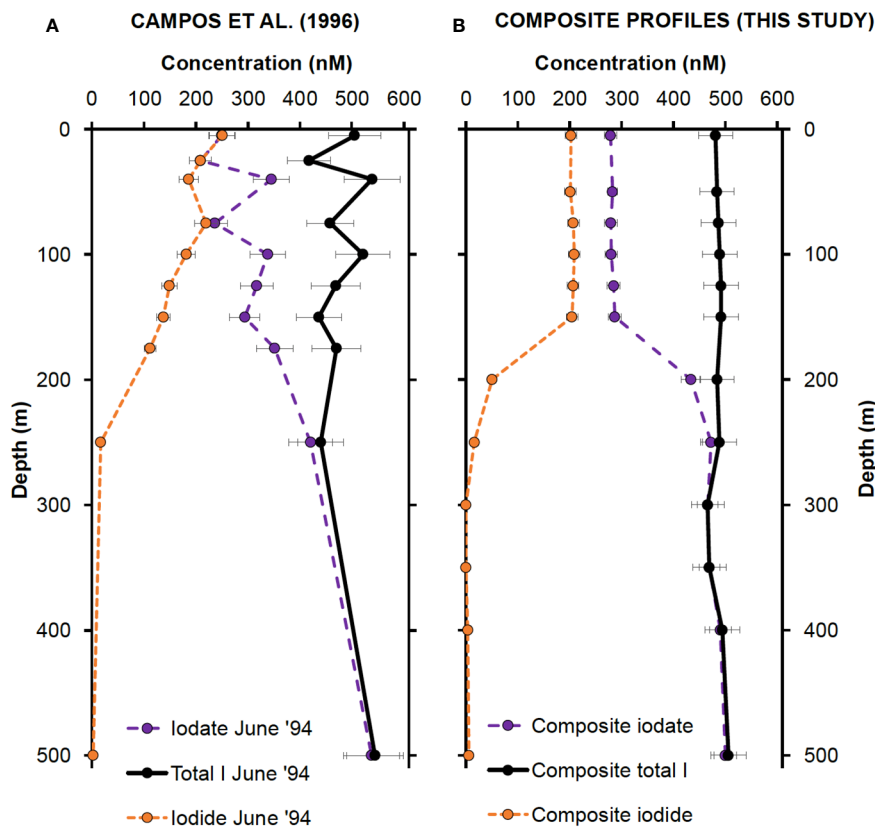 A CAMPOS ET AL. (1996)
Concentration (nM)
0 100 200 300 400 500 600
0
100
200
300
400
500
Depth (m)
Iodate June '94
Total I June '94
Iodide June '94
B COMPOSITE PROFILES (THIS STUDY)
Concentration (nM)
0 100 200 300 400 500 600
0
100
200
300
400
500
Depth (m)
Composite iodate
Composite total I
Composite iodide